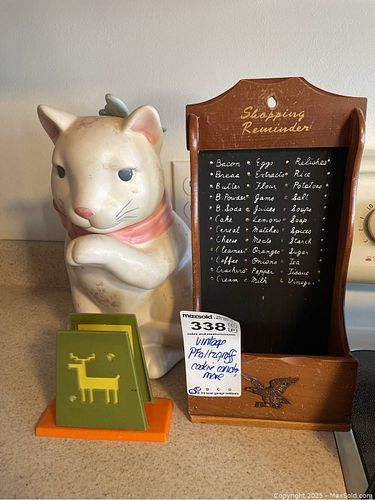 Shopping
Reminder
Bacon Eggs Relishes
Bread Extracts Rice
Butter Flour Potatoes
B. Powder Jams Salt
B. Soda Juices Soups
Cake Lemons Soap
Cereal Matches Spices
Cheese Meats Starch
Cleanser Oranges Sugar
Coffee Onions Tea
Crackers Pepper Tissue
Cream Milk Vinegar
maxsold
338
vintage
Pfaltzgraff
cookie
more
Copyright © 2025 - MaxSold.com